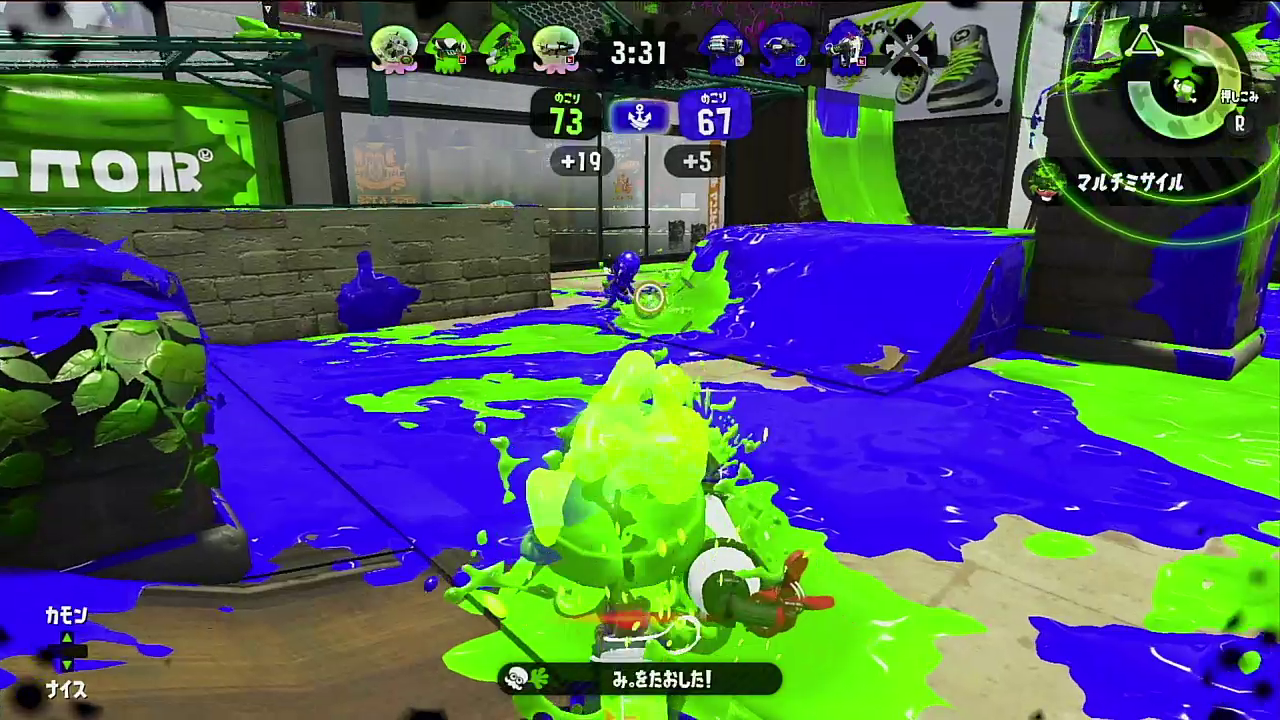 3:31
のこり
73
のこり
67
+19
+5
押しこみ
R
マルチミサイル
カモン
ナイス
み。をたおした!